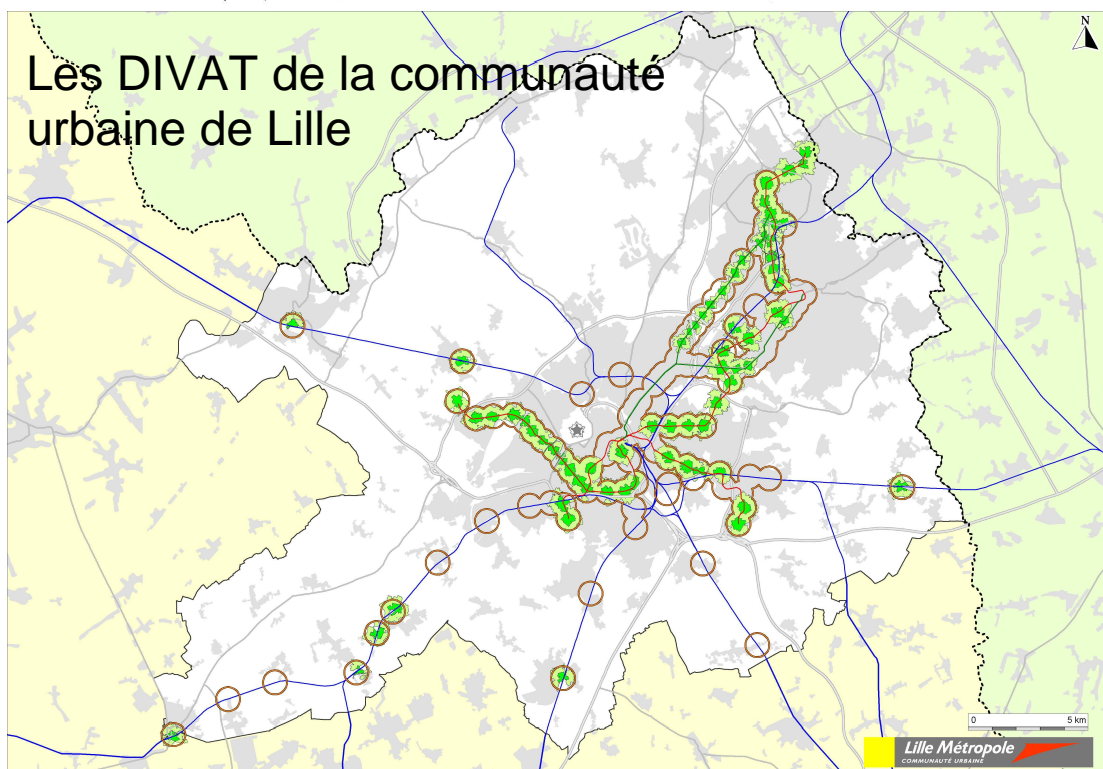 Les DIVAT de la communauté
urbaine de Lille
N
0 5 km
Lille Métropole
COMMUNAUTÉ URBAINE